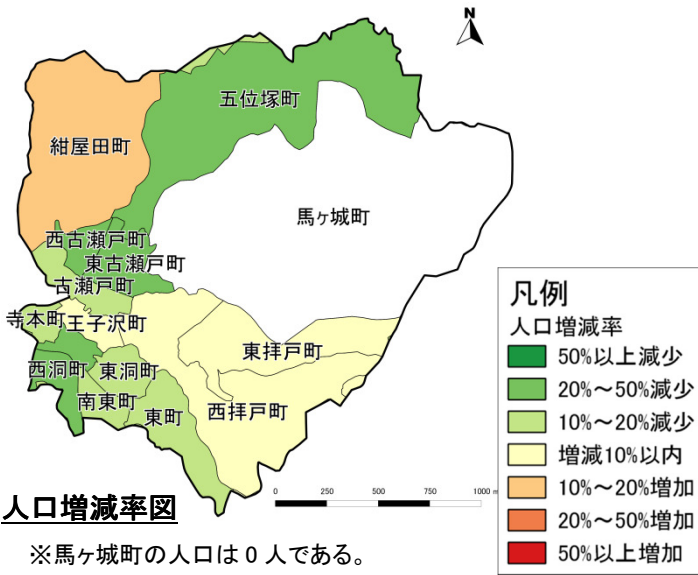 N
五位塚町
紺屋田町
馬ヶ城町
西古瀬戸町
東古瀬戸町
古瀬戸町
寺本町
王子沢町
東拝戸町
西洞町
東洞町
南東町
東町
西拝戸町
凡例
人口増減率
50%以上減少
20%～50%減少
10%～20%減少
増減10%以内
10%～20%増加
20%～50%増加
50%以上増加
0 250 500 750 1000 m
人口増減率図
※馬ヶ城町の人口は0人である。